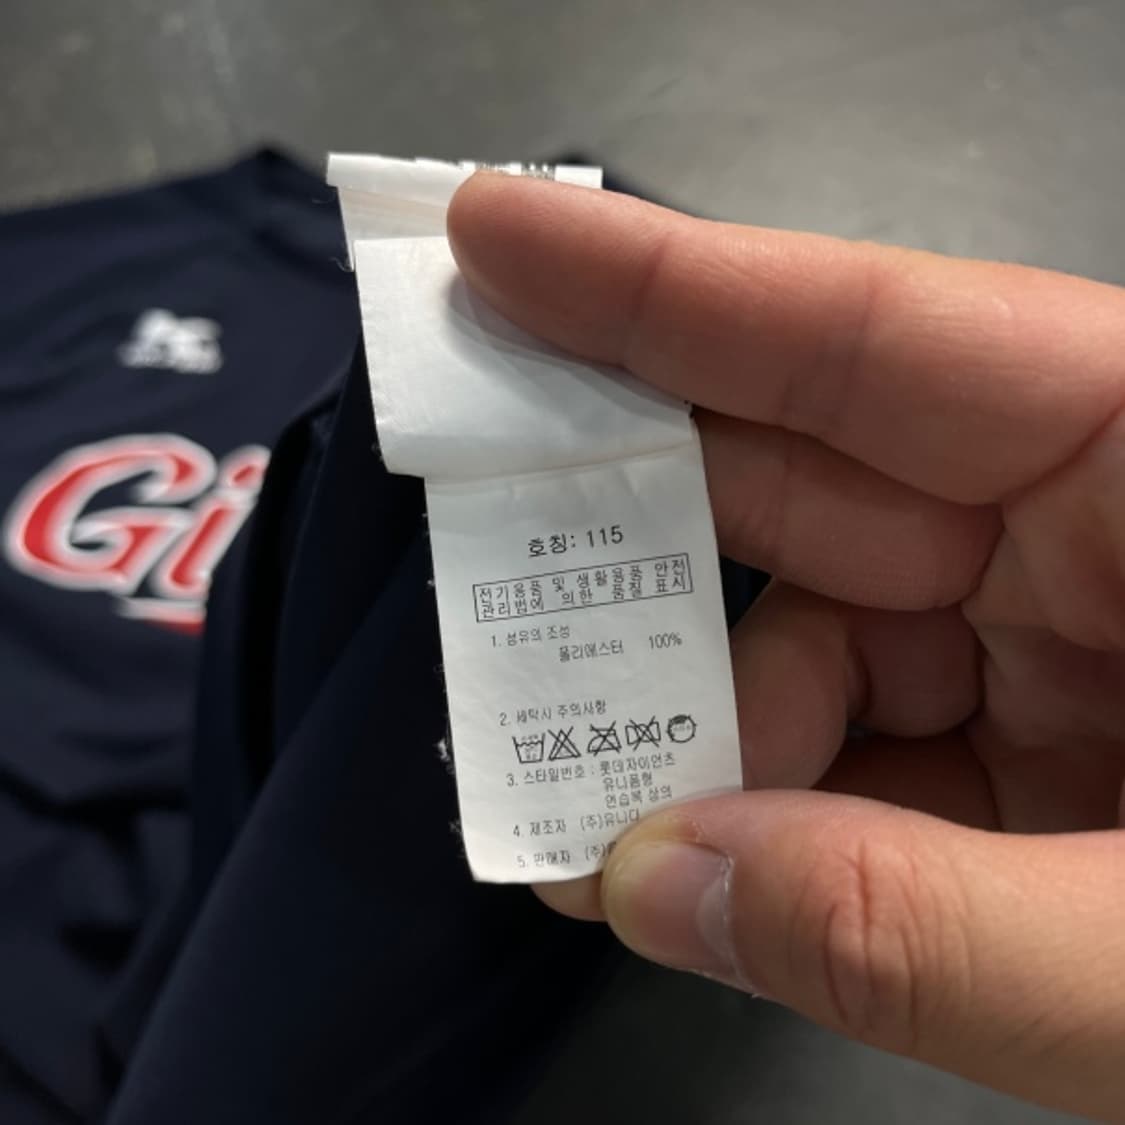 Gi
호칭: 115
전기용품 및 생활용품 안전
관리법에 의한 품질 표시
1. 섬유의 조성
폴리에스터 100%
2. 세탁시 주의사항
3. 스타일번호 : 롯데자이언츠
유니폼형
연습복 상의
4. 제조자 (주)유니다
5. 판매자 (주)